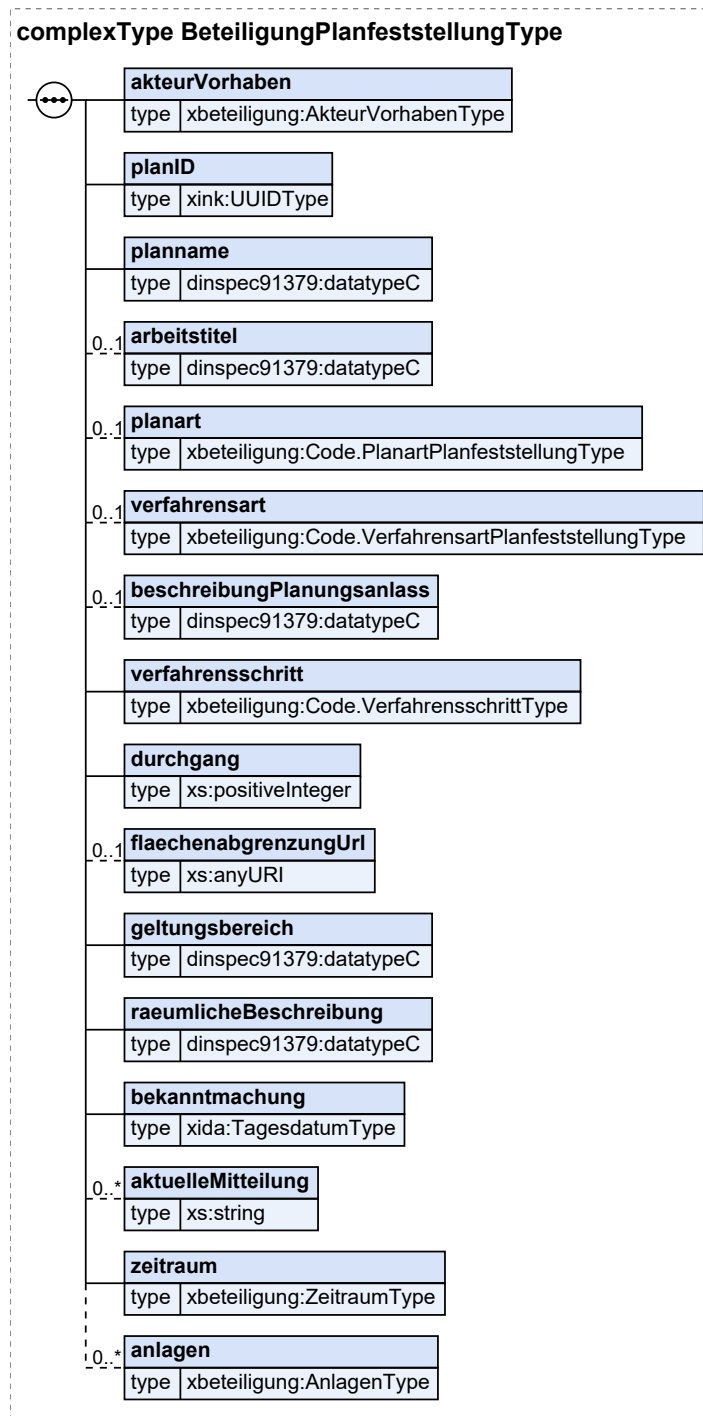 complexType BeteiligungPlanfeststellungType
akteurVorhaben
type xbeteiligung:AkteurVorhabenType
planID
type xink:UUIDType
planname
type dinspec91379:datatypeC
0..1 arbeitstitel
type dinspec91379:datatypeC
0..1 planart
type xbeteiligung:Code.PlanartPlanfeststellungType
0..1 verfahrensart
type xbeteiligung:Code.VerfahrensartPlanfeststellungType
0..1 beschreibungPlanungsanlass
type dinspec91379:datatypeC
verfahrensschritt
type xbeteiligung:Code.VerfahrensschrittType
durchgang
type xs:positiveInteger
0..1 flaechenabgrenzungUrl
type xs:anyURI
geltungsbereich
type dinspec91379:datatypeC
raeumlicheBeschreibung
type dinspec91379:datatypeC
bekanntmachung
type xida:TagesdatumType
0..* aktuelleMitteilung
type xs:string
zeitraum
type xbeteiligung:ZeitraumType
0..* anlagen
type xbeteiligung:AnlagenType